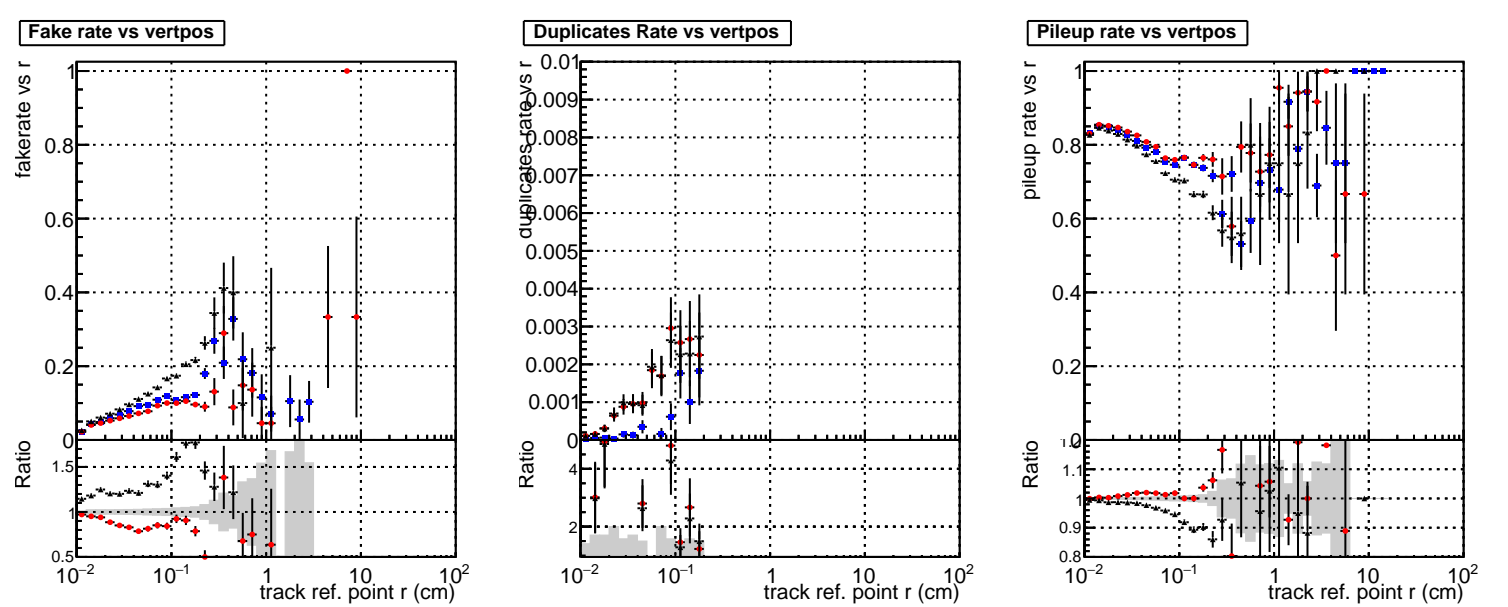 Fake rate vs vertpos
fakerate vs r
1
0.8
0.6
0.4
0.2
0
Ratio
1.5
1
0.5
10⁻² 10⁻¹ 1 10 10²
track ref. point r (cm)
Duplicates Rate vs vertpos
duplicates rate vs r
0.01
0.009
0.008
0.007
0.006
0.005
0.004
0.003
0.002
0.001
0
Ratio
4
2
10⁻² 10⁻¹ 1 10 10²
track ref. point r (cm)
Pileup rate vs vertpos
pileup rate vs r
1
0.8
0.6
0.4
0.2
0
Ratio
1.1
1
0.9
0.8
10⁻² 10⁻¹ 1 10 10²
track ref. point r (cm)